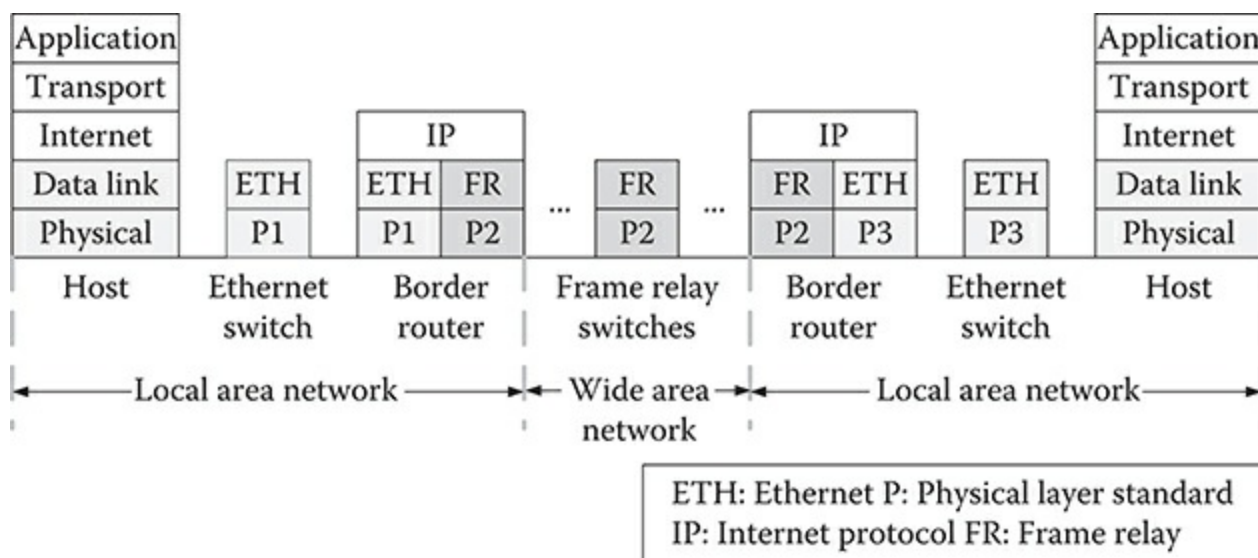 Application
Transport
Internet
Data link
Physical
Host
ETH
P1
Ethernet
switch
IP
ETH FR
P1 P2
Border
router
...
FR
P2
...
Frame relay
switches
IP
FR ETH
P2 P3
Border
router
ETH
P3
Ethernet
switch
Application
Transport
Internet
Data link
Physical
Host
Local area network
Wide area
network
Local area network
ETH: Ethernet P: Physical layer standard
IP: Internet protocol FR: Frame relay